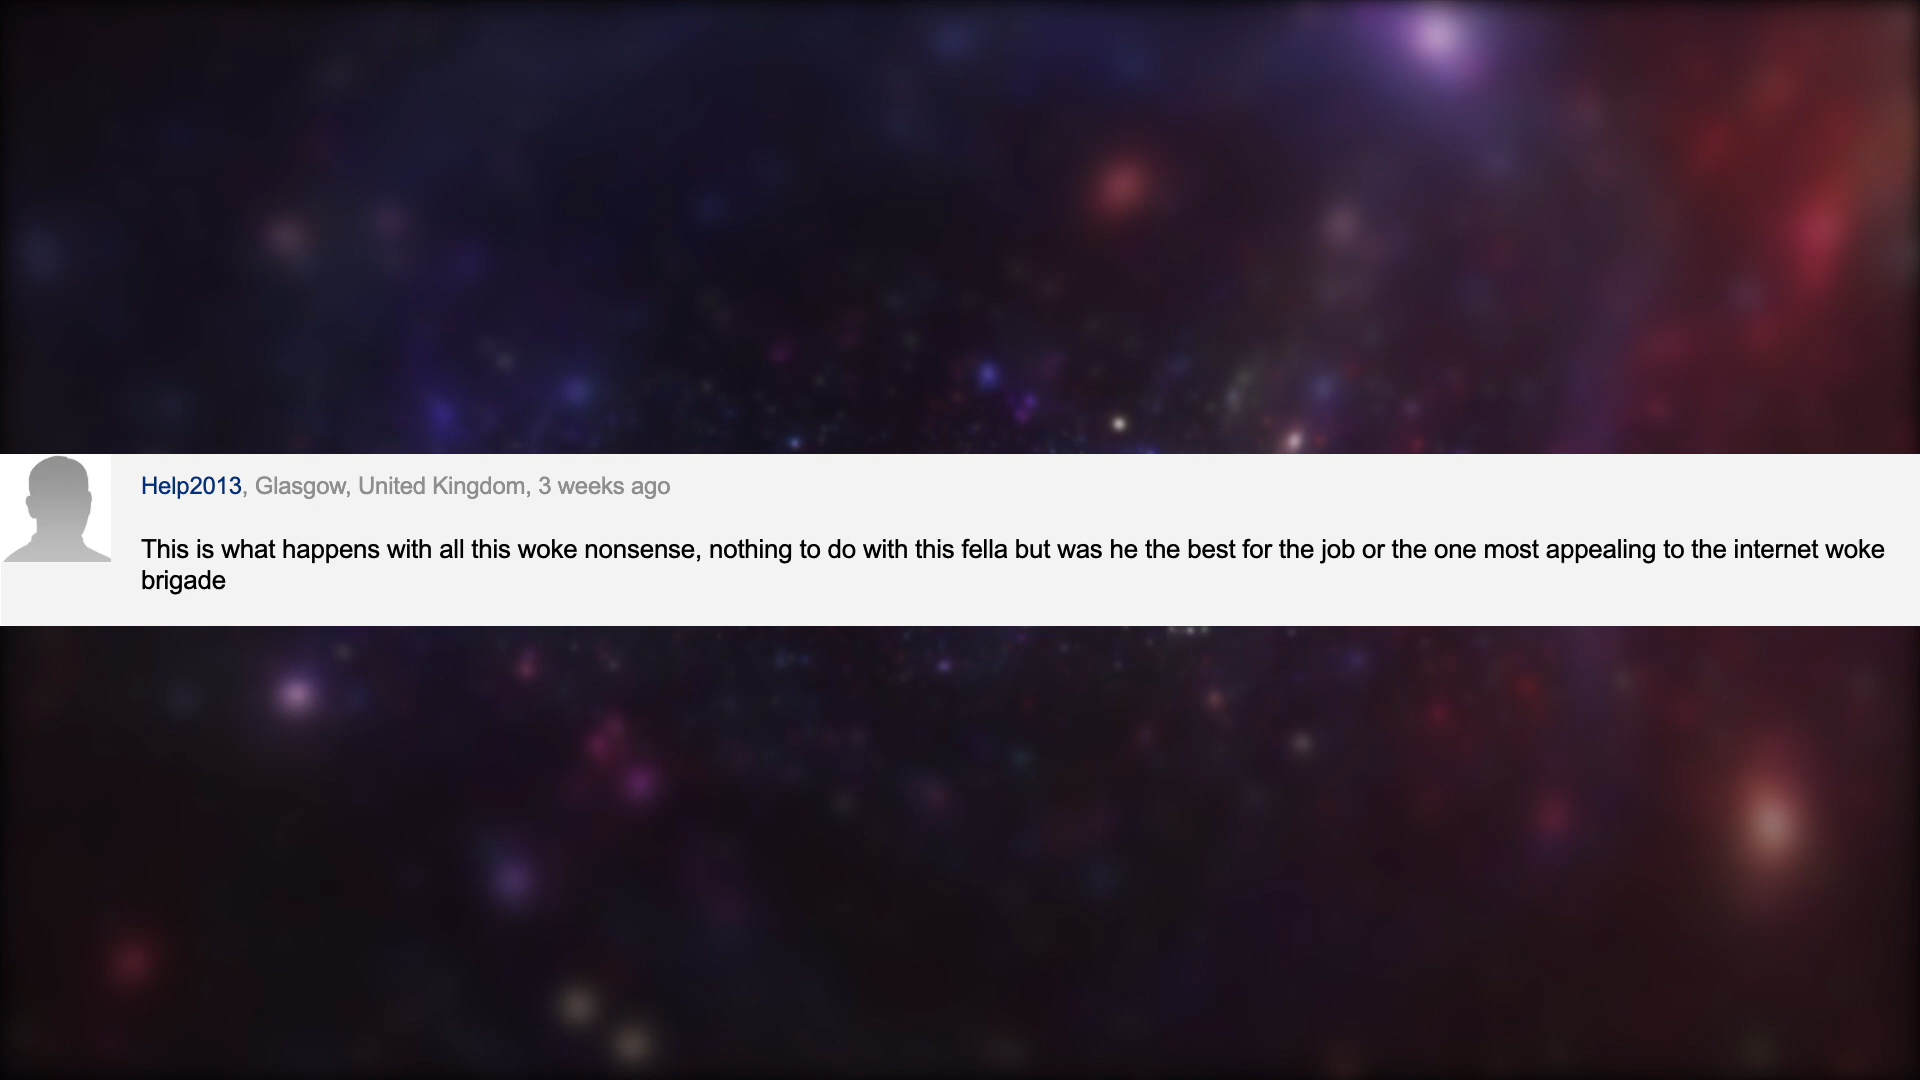 Help2013, Glasgow, United Kingdom, 3 weeks ago
This is what happens with all this woke nonsense, nothing to do with this fella but was he the best for the job or the one most appealing to the internet woke
brigade